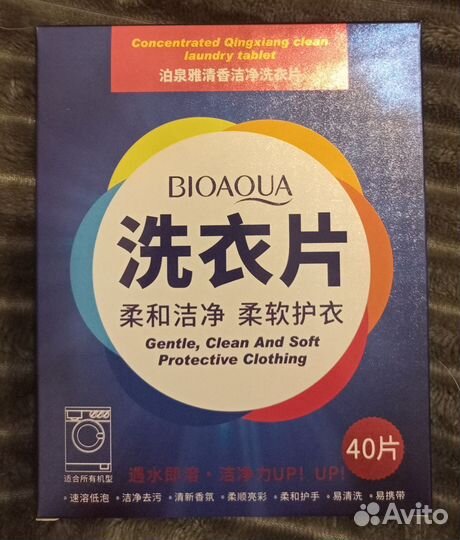 Concentrated Qingxiang clean
laundry tablet
泊泉雅清香洁净洗衣片
BIOAQUA
洗衣片
柔和洁净 柔软护衣
Gentle, Clean And Soft
Protective Clothing
40片
适合所有机型
遇水即溶·洁净力UP! UP!
·速溶低泡 ·洁净去污 ·清新香氛 ·柔顺亮彩 ·柔和护手 ·易清洗 ·易携带
Avito